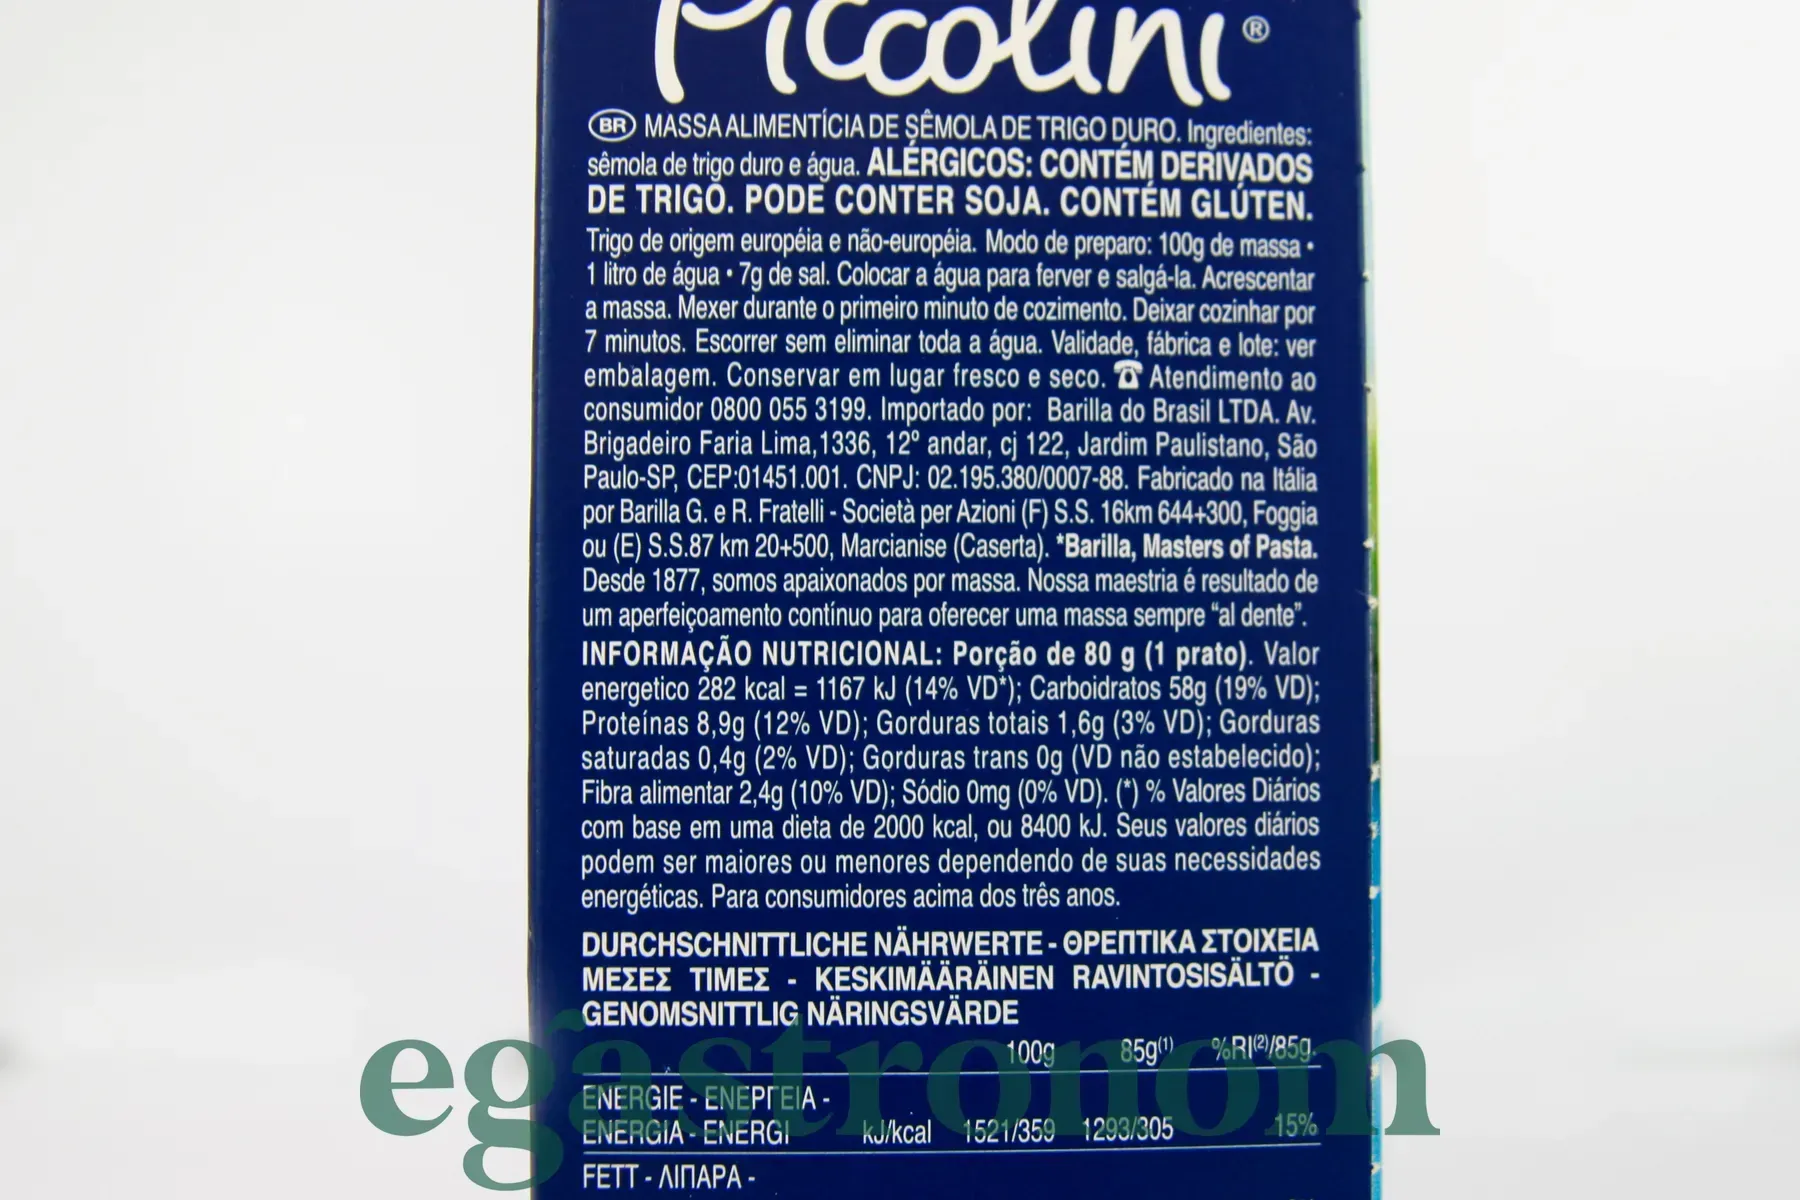 Piccolini®
BR MASSA ALIMENTÍCIA DE SÊMOLA DE TRIGO DURO. Ingredientes:
sêmola de trigo duro e água. ALÉRGICOS: CONTÉM DERIVADOS
DE TRIGO. PODE CONTER SOJA. CONTÉM GLÚTEN.
Trigo de origem européia e não-européia. Modo de preparo: 100g de massa •
1 litro de água • 7g de sal. Colocar a água para ferver e salgá-la. Acrescentar
a massa. Mexer durante o primeiro minuto de cozimento. Deixar cozinhar por
7 minutos. Escorrer sem eliminar toda a água. Validade, fábrica e lote: ver
embalagem. Conservar em lugar fresco e seco. ☎ Atendimento ao
consumidor 0800 055 3199. Importado por: Barilla do Brasil LTDA. Av.
Brigadeiro Faria Lima,1336, 12º andar, cj 122, Jardim Paulistano, São
Paulo-SP, CEP:01451.001. CNPJ: 02.195.380/0007-88. Fabricado na Itália
por Barilla G. e R. Fratelli - Società per Azioni (F) S.S. 16km 644+300, Foggia
ou (E) S.S.87 km 20+500, Marcianise (Caserta). *Barilla, Masters of Pasta.
Desde 1877, somos apaixonados por massa. Nossa maestria é resultado de
um aperfeiçoamento contínuo para oferecer uma massa sempre “al dente”.
INFORMAÇÃO NUTRICIONAL: Porção de 80 g (1 prato). Valor
energetico 282 kcal = 1167 kJ (14% VD*); Carboidratos 58g (19% VD);
Proteínas 8,9g (12% VD); Gorduras totais 1,6g (3% VD); Gorduras
saturadas 0,4g (2% VD); Gorduras trans 0g (VD não estabelecido);
Fibra alimentar 2,4g (10% VD); Sódio 0mg (0% VD). (*) % Valores Diários
com base em uma dieta de 2000 kcal, ou 8400 kJ. Seus valores diários
podem ser maiores ou menores dependendo de suas necessidades
energéticas. Para consumidores acima dos três anos.
DURCHSCHNITTLICHE NÄHRWERTE - ΘΡΕΠΤΙΚΑ ΣΤΟΙΧΕΙΑ
ΜΕΣΕΣ ΤΙΜΕΣ - KESKIMÄÄRÄINEN RAVINTOSISÄLTÖ -
GENOMSNITTLIG NÄRINGSVÄRDE
100g 85g(1) %RI(2)/85g.
egastronom
ENERGIE - ΕΝΕΡΓΕΙΑ -
ENERGIA - ENERGI kJ/kcal 1521/359 1293/305 15%
FETT - ΛΙΠΑΡΑ -